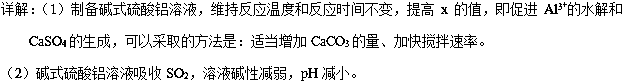 详解：（1）制备碱式硫酸铝溶液，维持反应温度和反应时间不变，提高 x 的值，即促进 Al³⁺的水解和
CaSO₄的生成，可以采取的方法是：适当增加 CaCO₃的量、加快搅拌速率。
（2）碱式硫酸铝溶液吸收 SO₂，溶液碱性减弱，pH 减小。